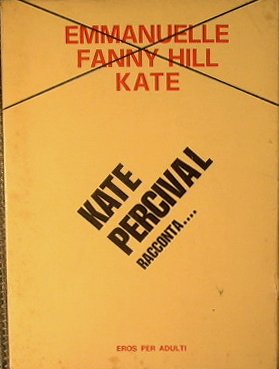 EMMANUELLE
FANNY HILL
KATE
KATE
PERCIVAL
RACCONTA....
EROS PER ADULTI